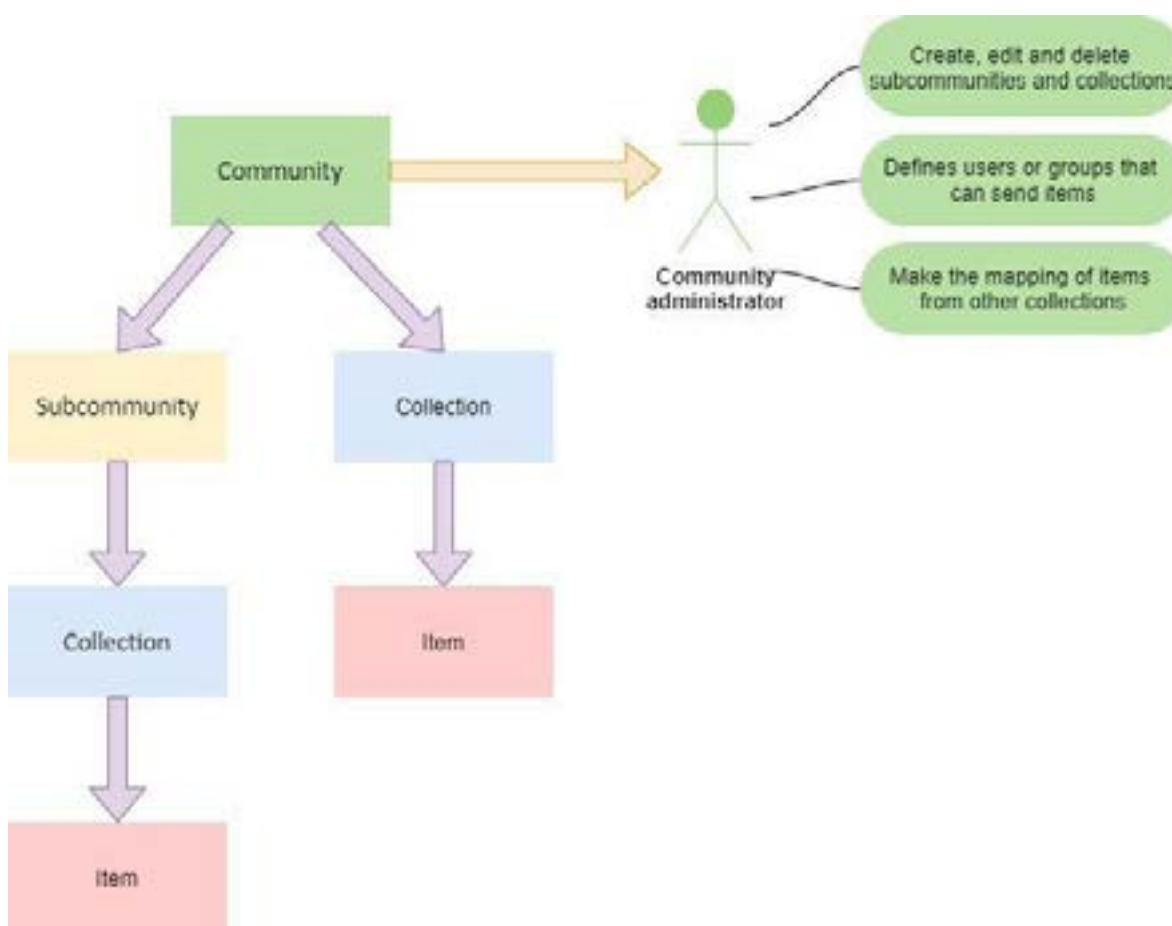 Create, edit and delete
subcommunities and collections
Community
Defines users or groups that
can send items
Community
administrator
Make the mapping of items
from other collections
Subcommunity
Collection
Collection
Item
Item